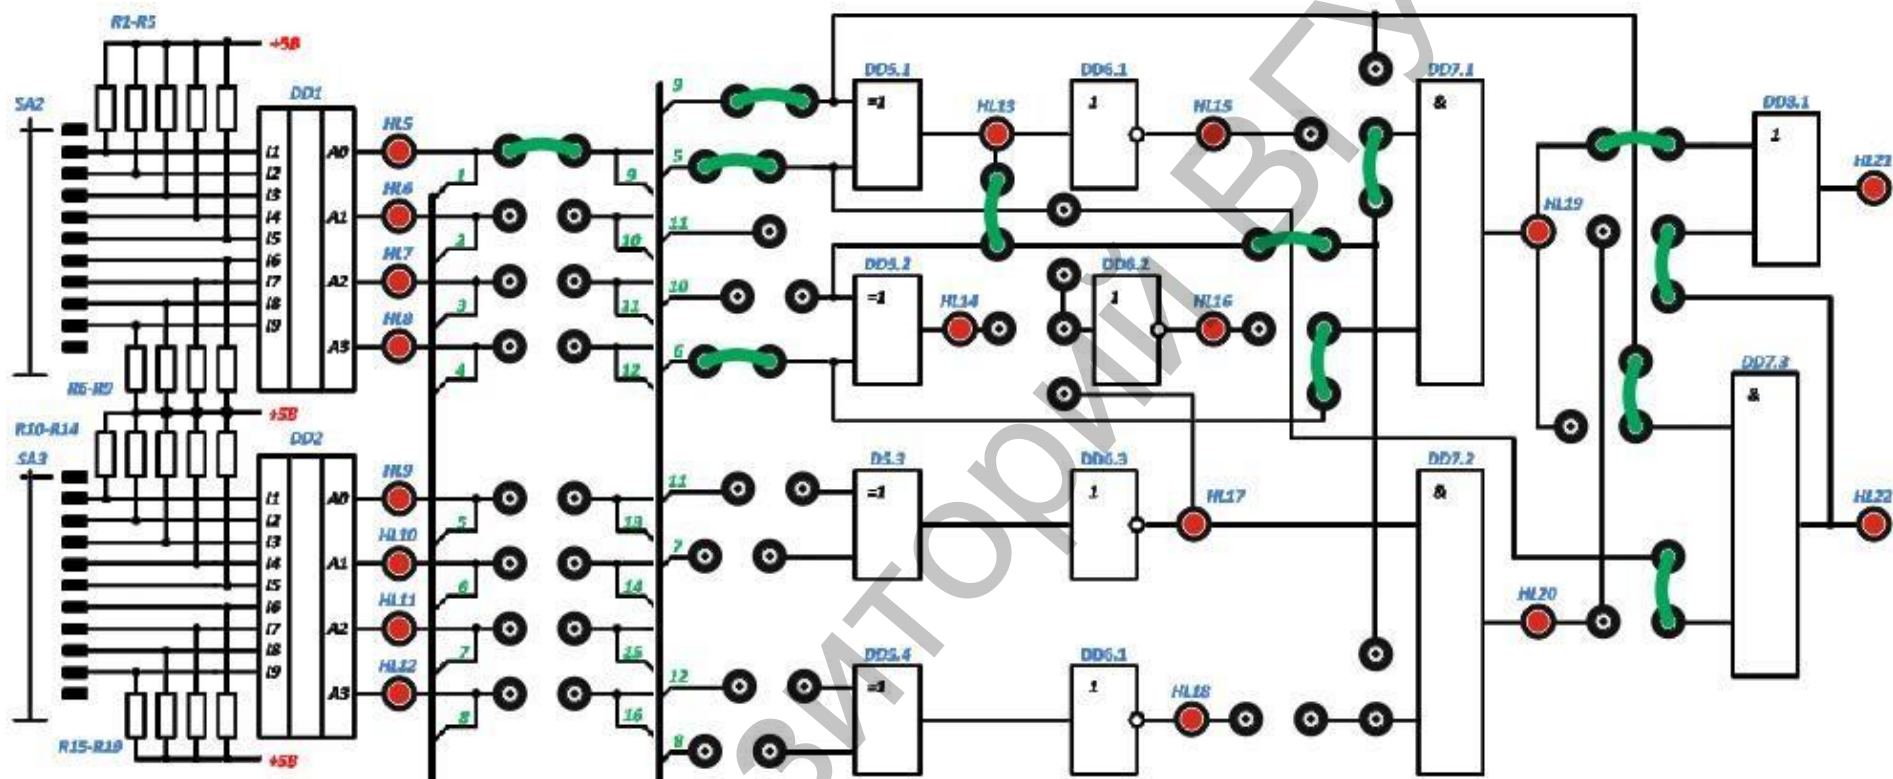 R1-R5
+5В
SA2
DD1
I1
I2
I3
I4
I5
I6
I7
I8
I9
A0
A1
A2
A3
HL5
HL6
HL7
HL8
1
2
3
4
9
10
11
12
R6-R9
+5В
R10-R14
SA3
DD2
I1
I2
I3
I4
I5
I6
I7
I8
I9
A0
A1
A2
A3
HL9
HL10
HL11
HL12
5
6
7
8
13
14
15
16
R15-R19
+5В
9
5
11
10
6
11
7
12
8
DD5.1
=1
HL13
DD6.1
1
HL15
DD7.1
&
DD8.1
1
HL21
HL19
DD5.2
=1
HL14
DD6.2
1
HL16
DD7.3
&
D5.3
=1
DD6.3
1
HL17
DD7.2
&
HL22
HL20
DD5.4
=1
DD6.1
1
HL18
зиторий ВГУ